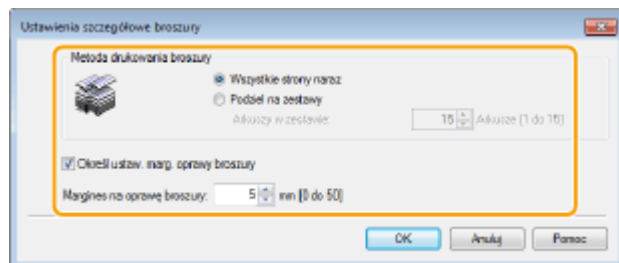 Ustawienia szczegółowe broszury
Metoda drukowania broszury
Wszystkie strony naraz
Podziel na zestawy
Arkuszy w zestawie: 15 Arkusze [1 do 15]
Określ ustaw. marg. oprawy broszury
Margines na oprawę broszury: 5 mm [0 do 50]
OK Anuluj Pomoc